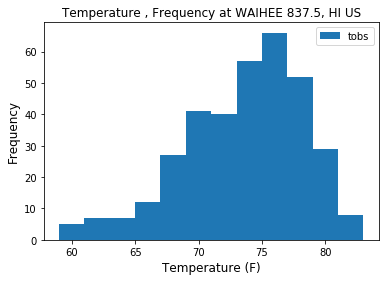 Temperature , Frequency at WAIHEE 837.5, HI US
tobs
Frequency
60
50
40
30
20
10
0
60 65 70 75 80
Temperature (F)